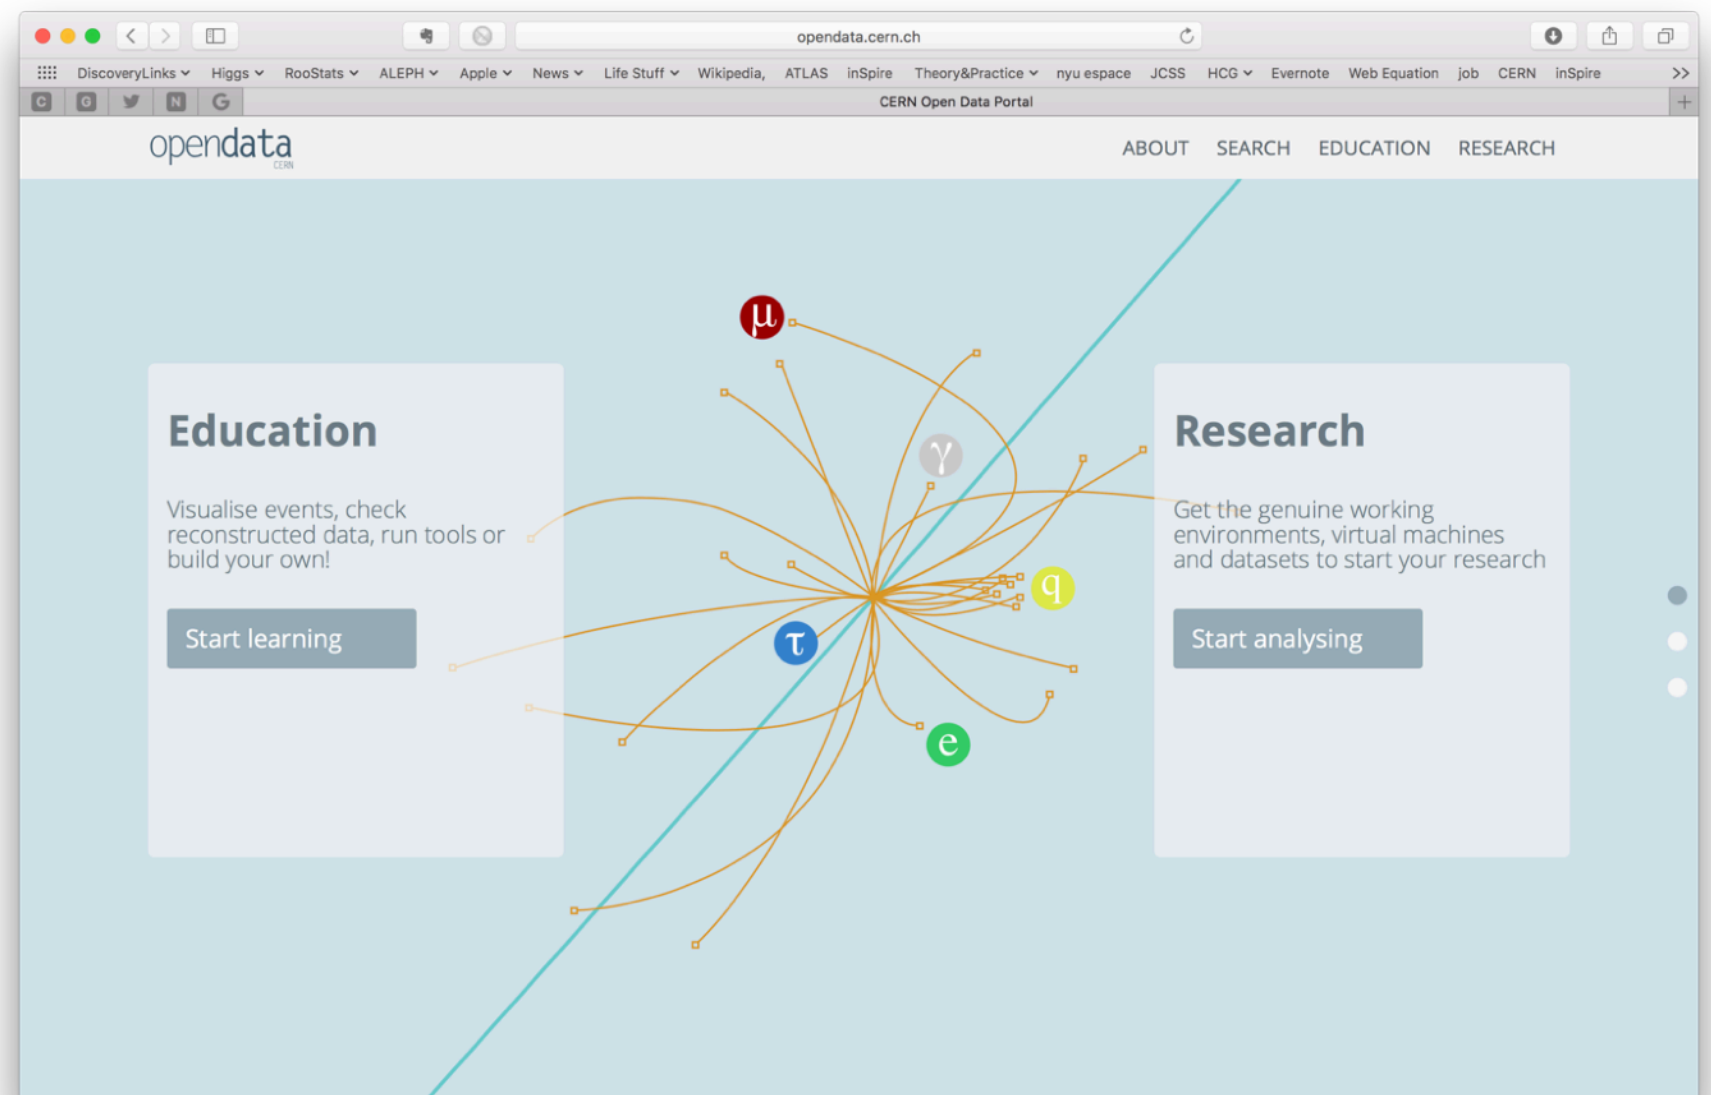 opendata.cern.ch
DiscoveryLinks Higgs RooStats ALEPH Apple News Life Stuff Wikipedia, ATLAS inSpire Theory&Practice nyu espace JCSS HCG Evernote Web Equation job CERN inSpire >>
C G N G CERN Open Data Portal +
opendata
CERN
ABOUT SEARCH EDUCATION RESEARCH
μ
γ
q
τ
e
Education
Visualise events, check
reconstructed data, run tools or
build your own!
Start learning
Research
Get the genuine working
environments, virtual machines
and datasets to start your research
Start analysing